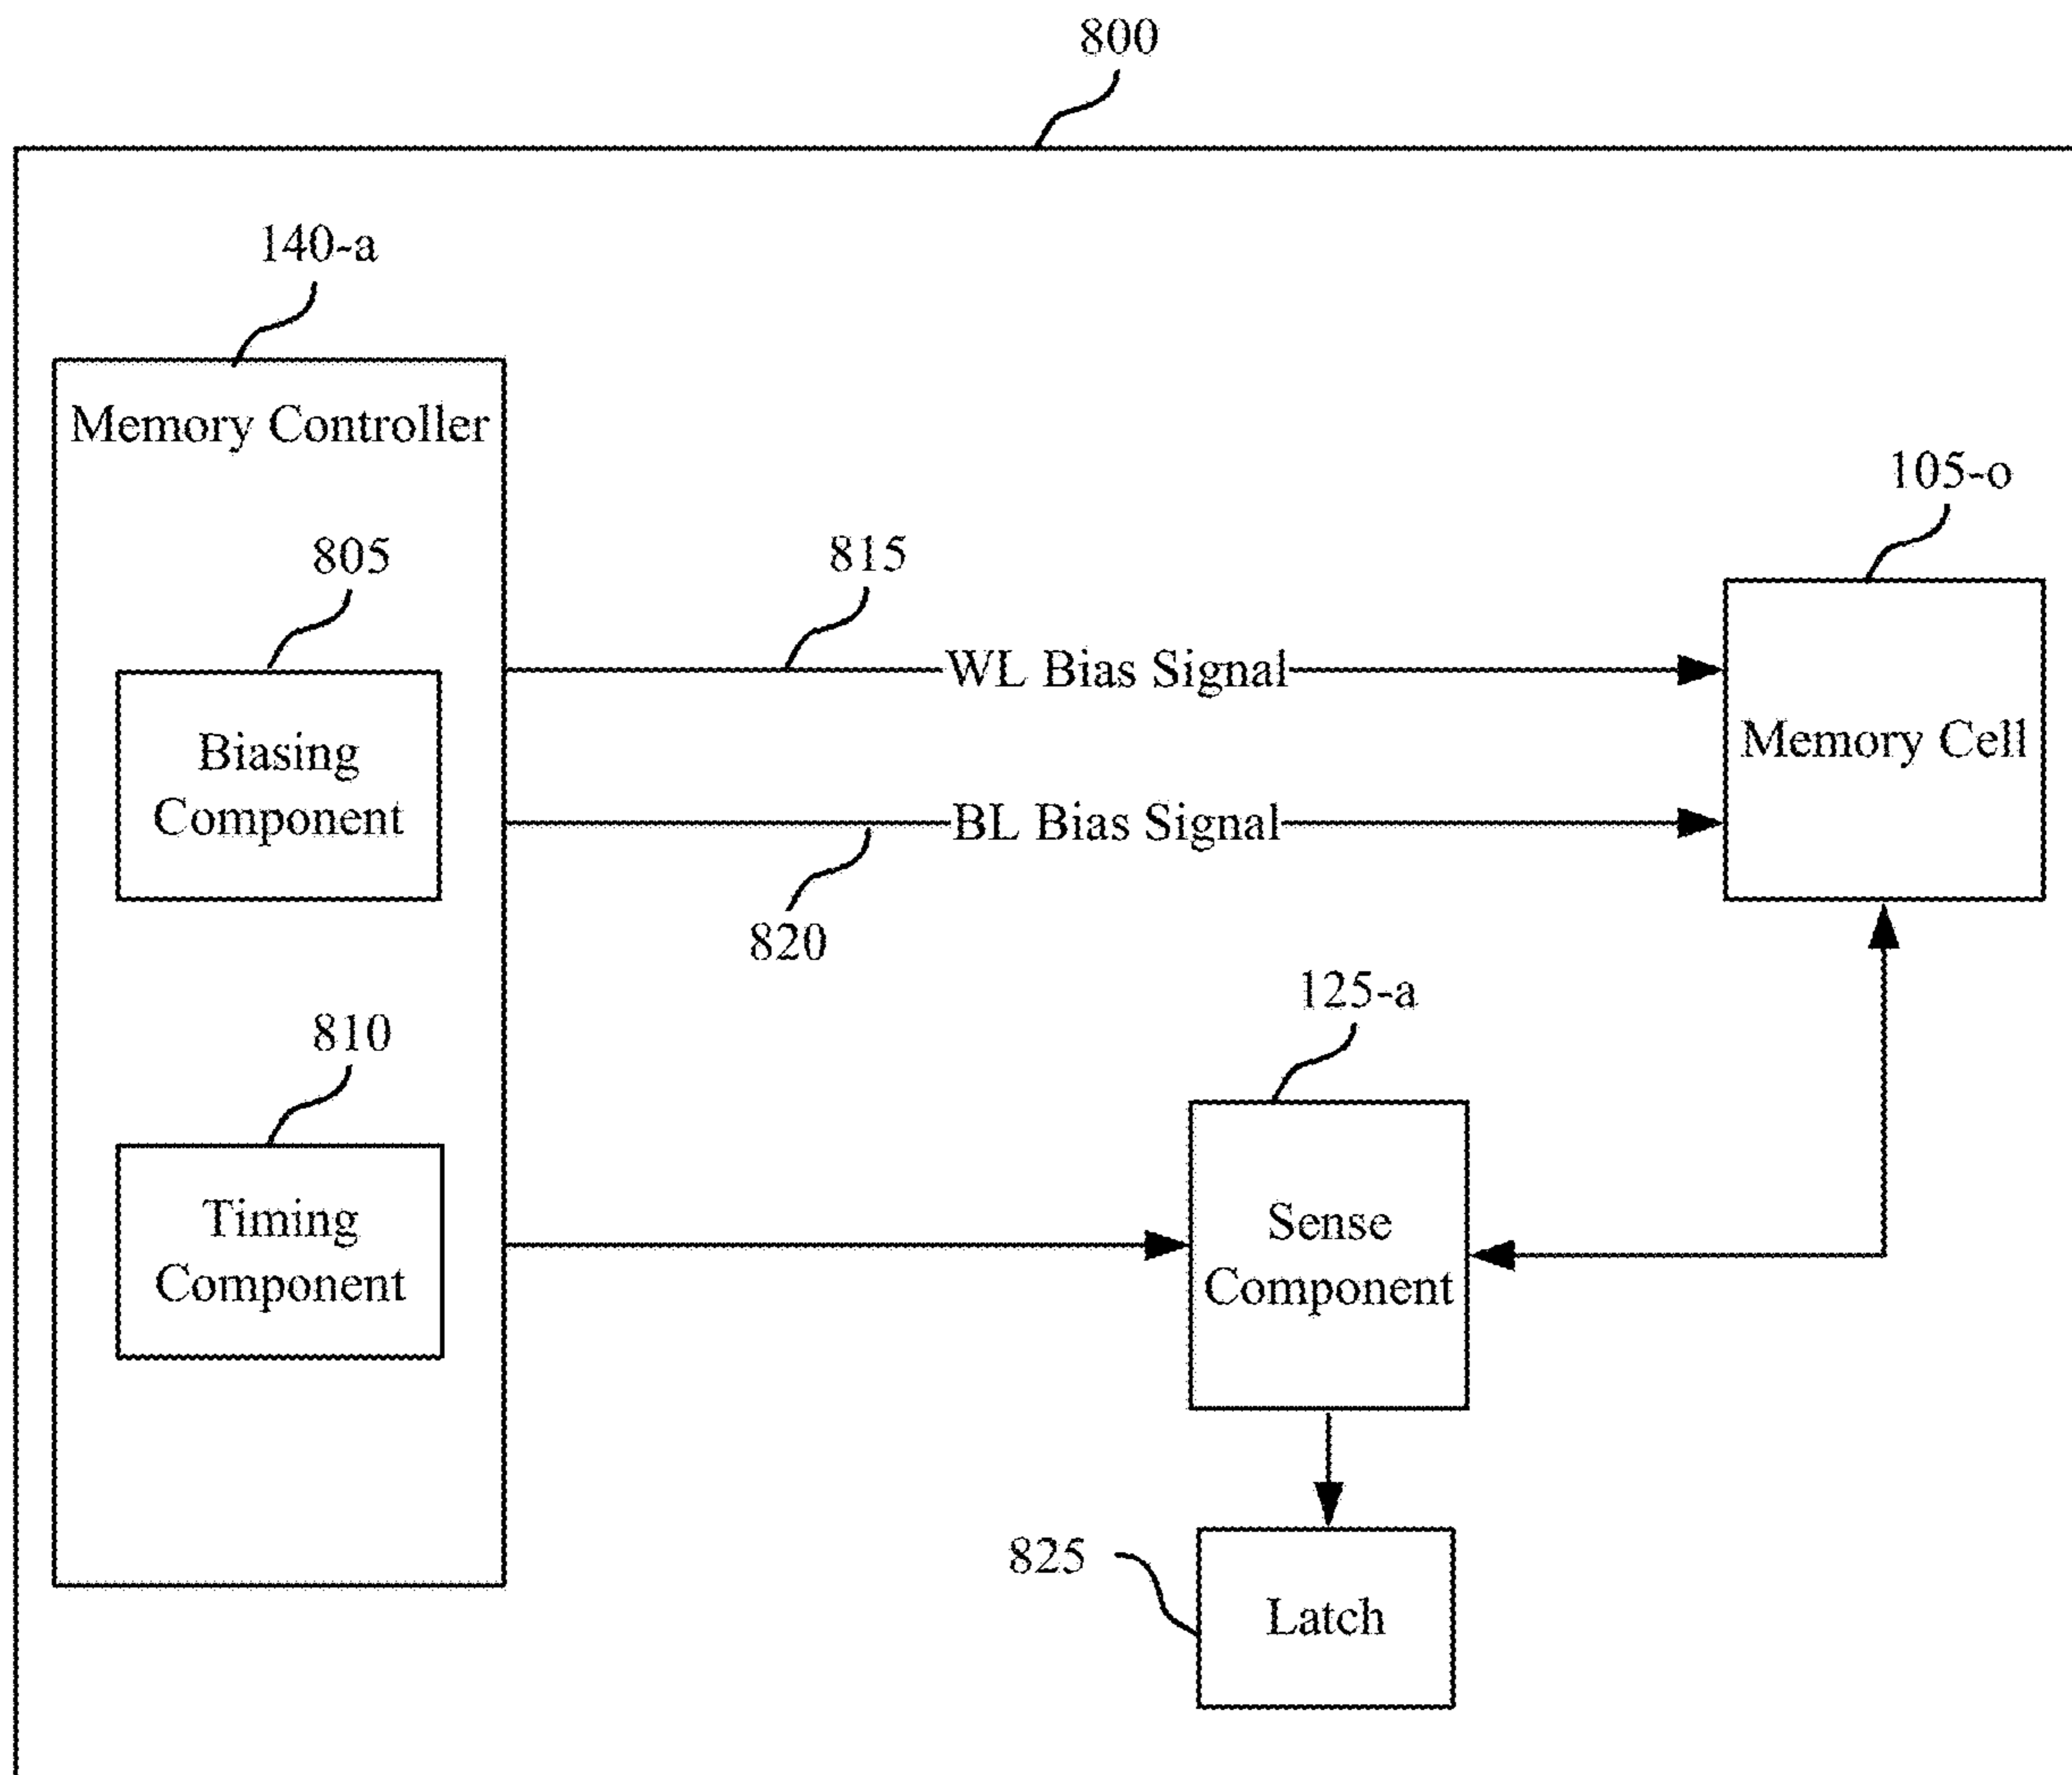 800
140-a
Memory Controller
105-o
805
815
WL Bias Signal
Biasing
Component
Memory Cell
BL Bias Signal
820
125-a
810
Timing
Component
Sense
Component
825
Latch